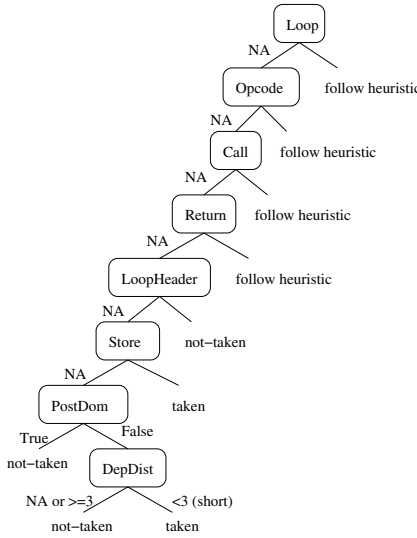 Loop
NA
Opcode
follow heuristic
NA
Call
follow heuristic
NA
Return
follow heuristic
NA
LoopHeader
follow heuristic
NA
Store
not−taken
NA
PostDom
taken
True
False
not−taken
DepDist
NA or >=3
<3 (short)
not−taken
taken